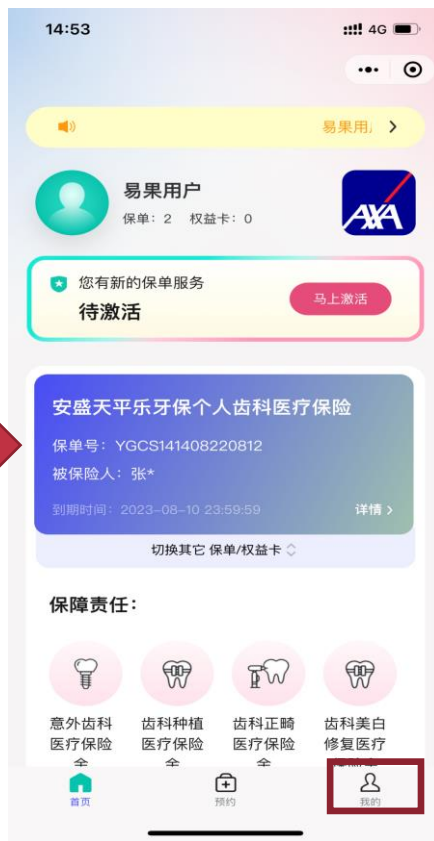 14:53
4G
易果用
易果用户
保单：2 权益卡：0
AXA
您有新的保单服务
待激活
马上激活
安盛天平乐牙保个人齿科医疗保险
保单号：YGCS141408220812
被保险人：张*
到期时间：2023-08-10 23:59:59
详情
切换其它 保单/权益卡
保障责任：
意外齿科 齿科种植 齿科正畸 齿科美白
医疗保险 医疗保险 医疗保险 修复医疗
金 金 金
首页 预约 我的